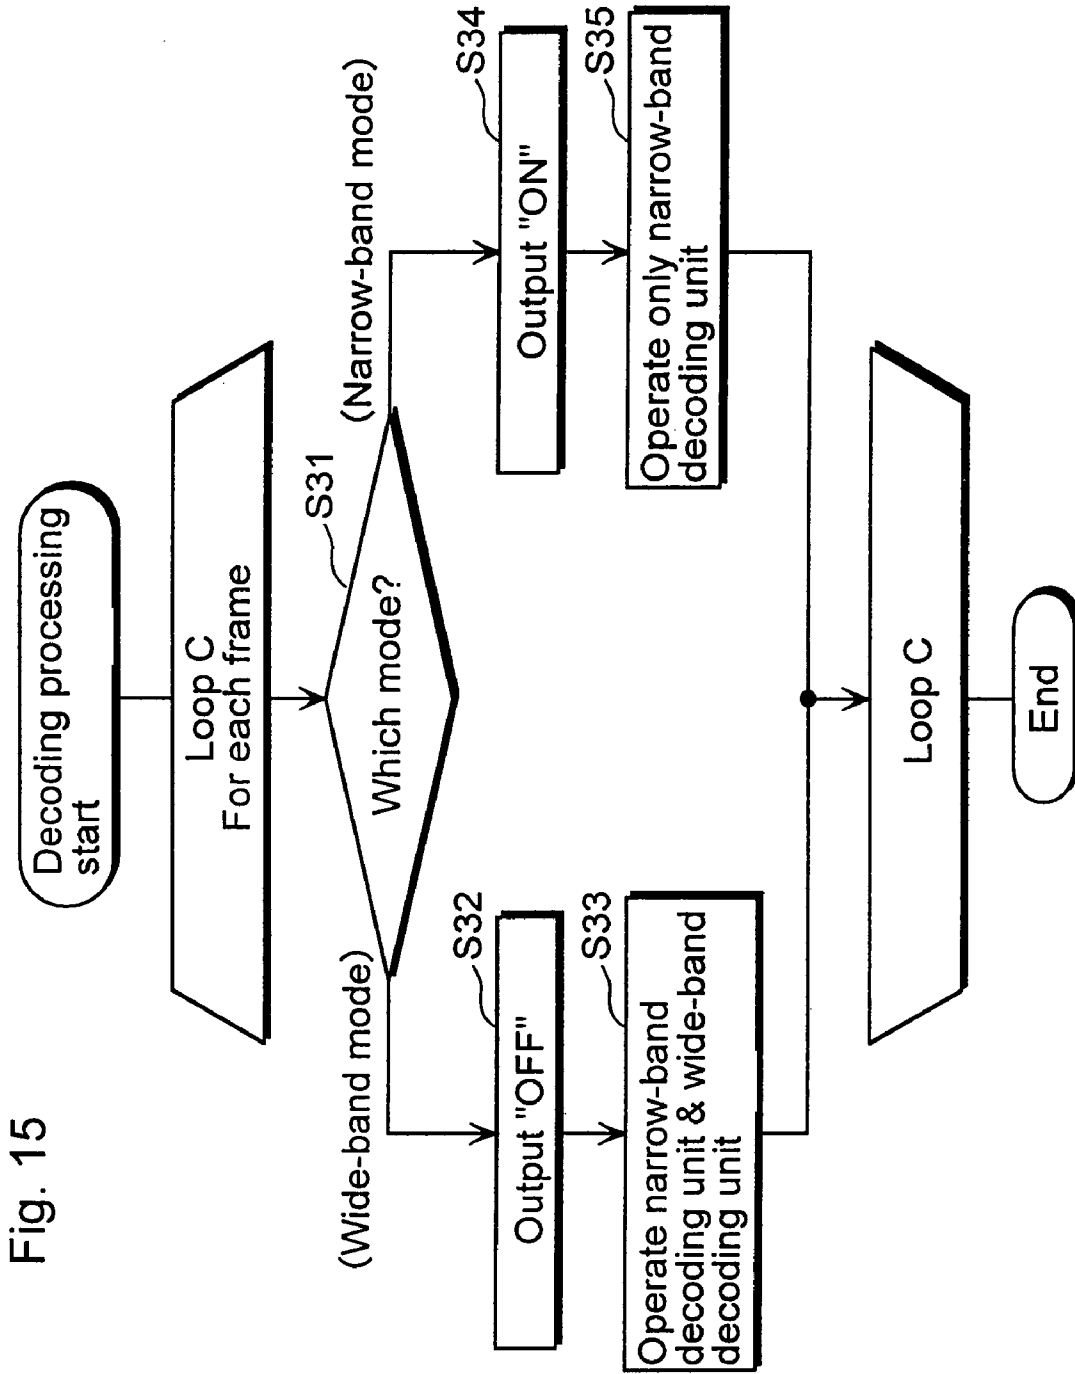 Fig. 15
Decoding processing
start
Loop C
For each frame
S31
Which mode?
(Wide-band mode)
(Narrow-band mode)
S32
Output "OFF"
S33
Operate narrow-band
decoding unit & wide-band
decoding unit
S34
Output "ON"
S35
Operate only narrow-band
decoding unit
Loop C
End